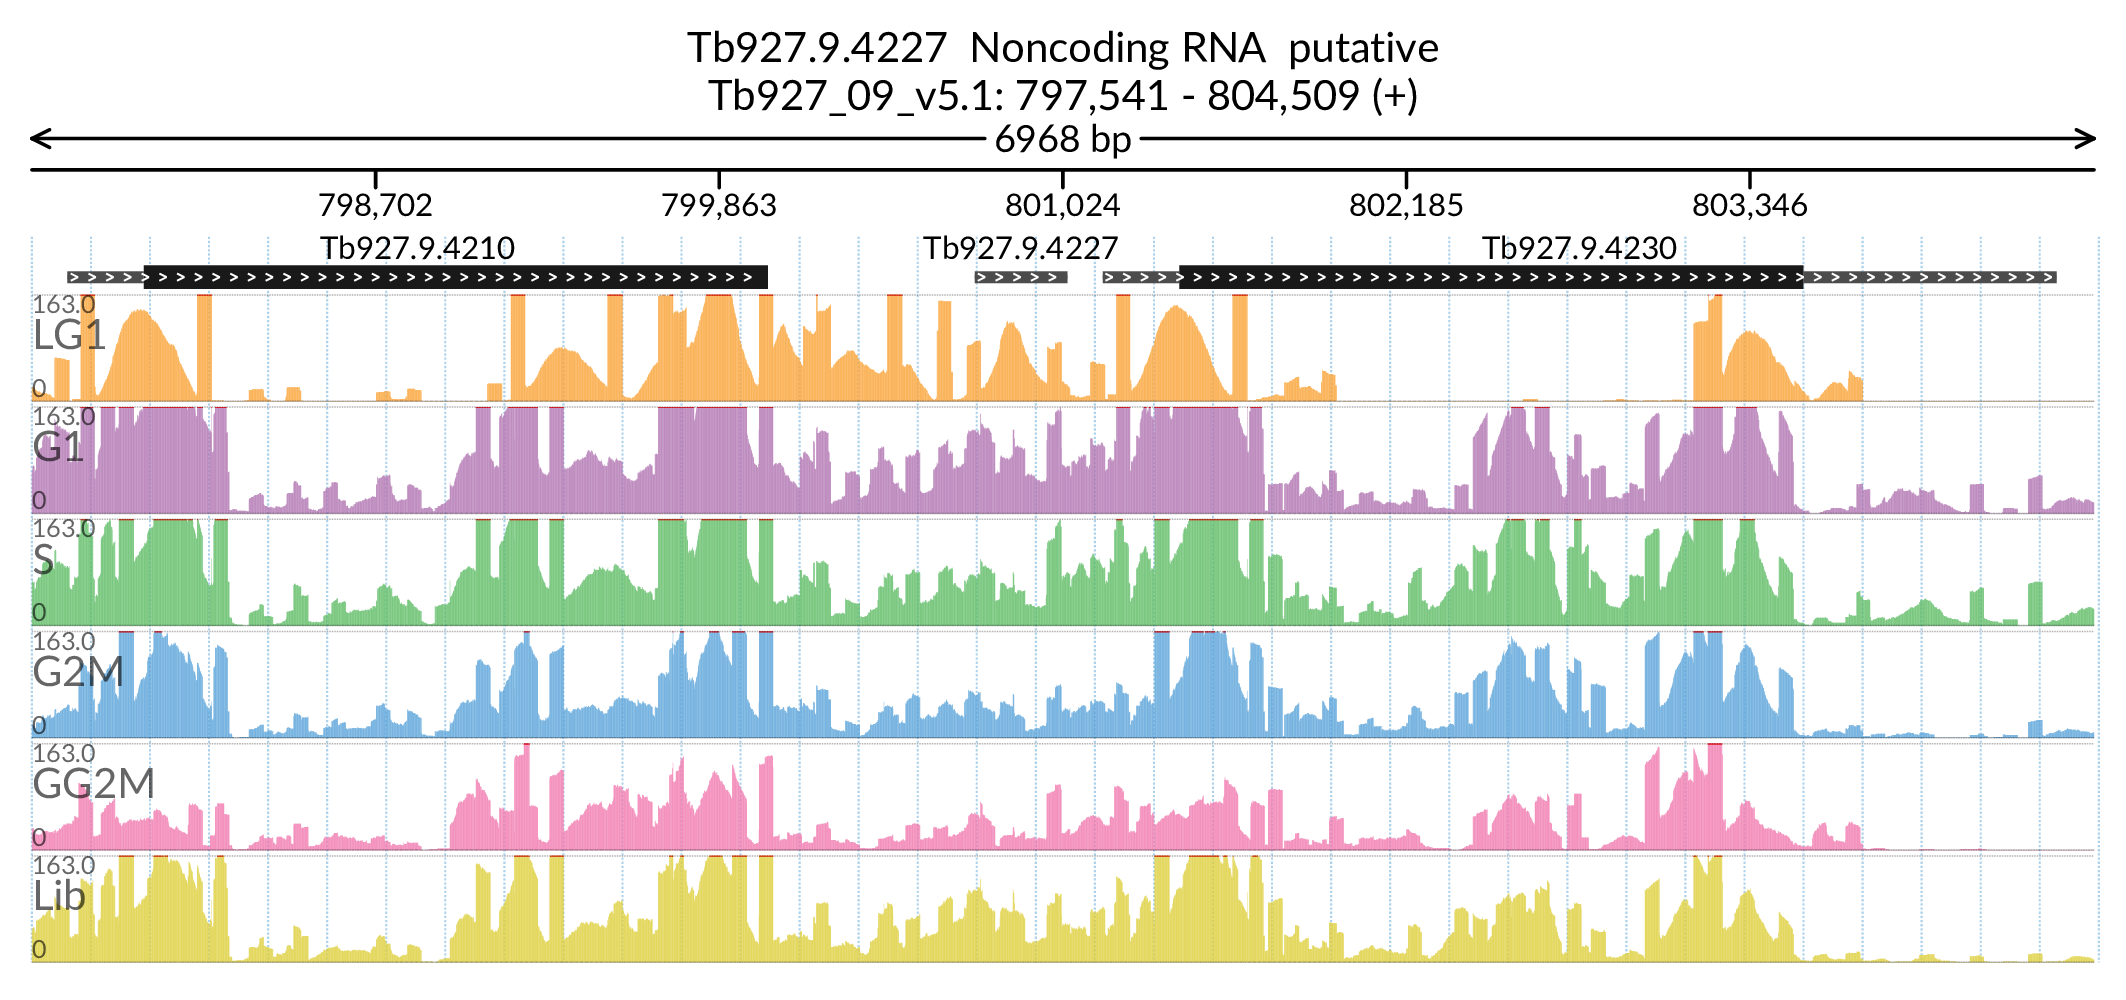 Tb927.9.4227  Noncoding RNA  putative
Tb927_09_v5.1: 797,541 - 804,509 (+)
6968 bp
798,702 799,863 801,024 802,185 803,346
Tb927.9.4210 Tb927.9.4227 Tb927.9.4230
163.0
LG1
0
163.0
G1
0
163.0
S
0
163.0
G2M
0
163.0
GG2M
0
163.0
Lib
0